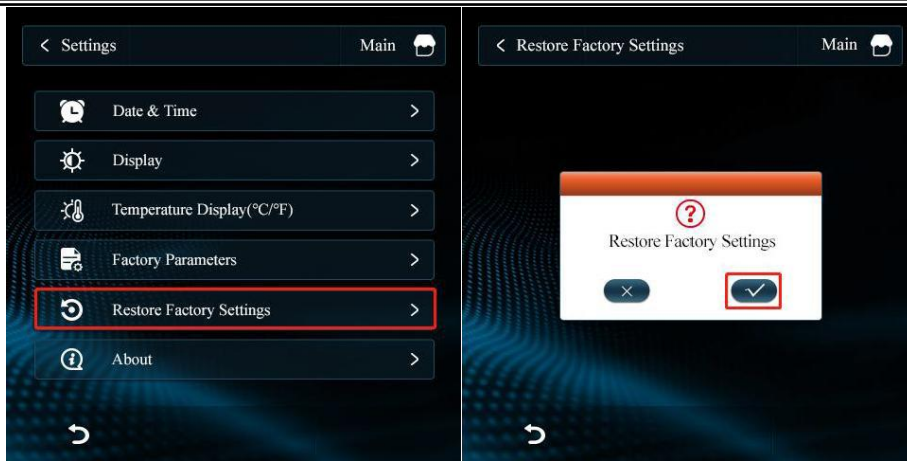 Settings
Main
Date & Time
Display
Temperature Display(°C/°F)
Factory Parameters
Restore Factory Settings
About
Restore Factory Settings
Main
Restore Factory Settings